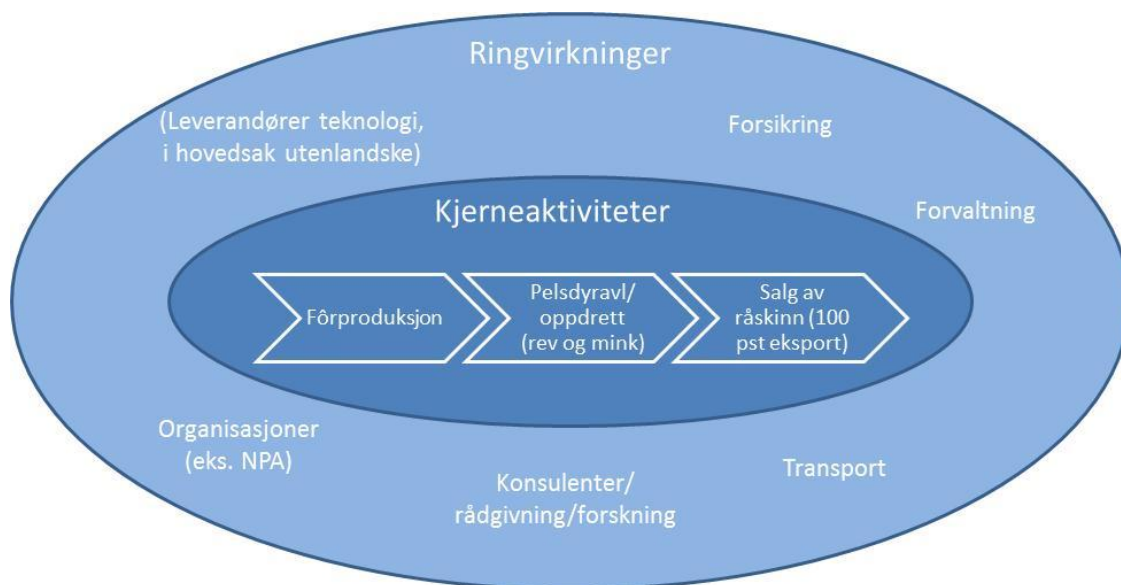 Ringvirkninger
(Leverandører teknologi,
i hovedsak utenlandske)
Forsikring
Forvaltning
Kjerneaktiviteter
Fôrproduksjon
Pelsdyravl/
oppdrett
(rev og mink)
Salg av
råskinn (100
pst eksport)
Organisasjoner
(eks. NPA)
Konsulenter/
rådgivning/forskning
Transport